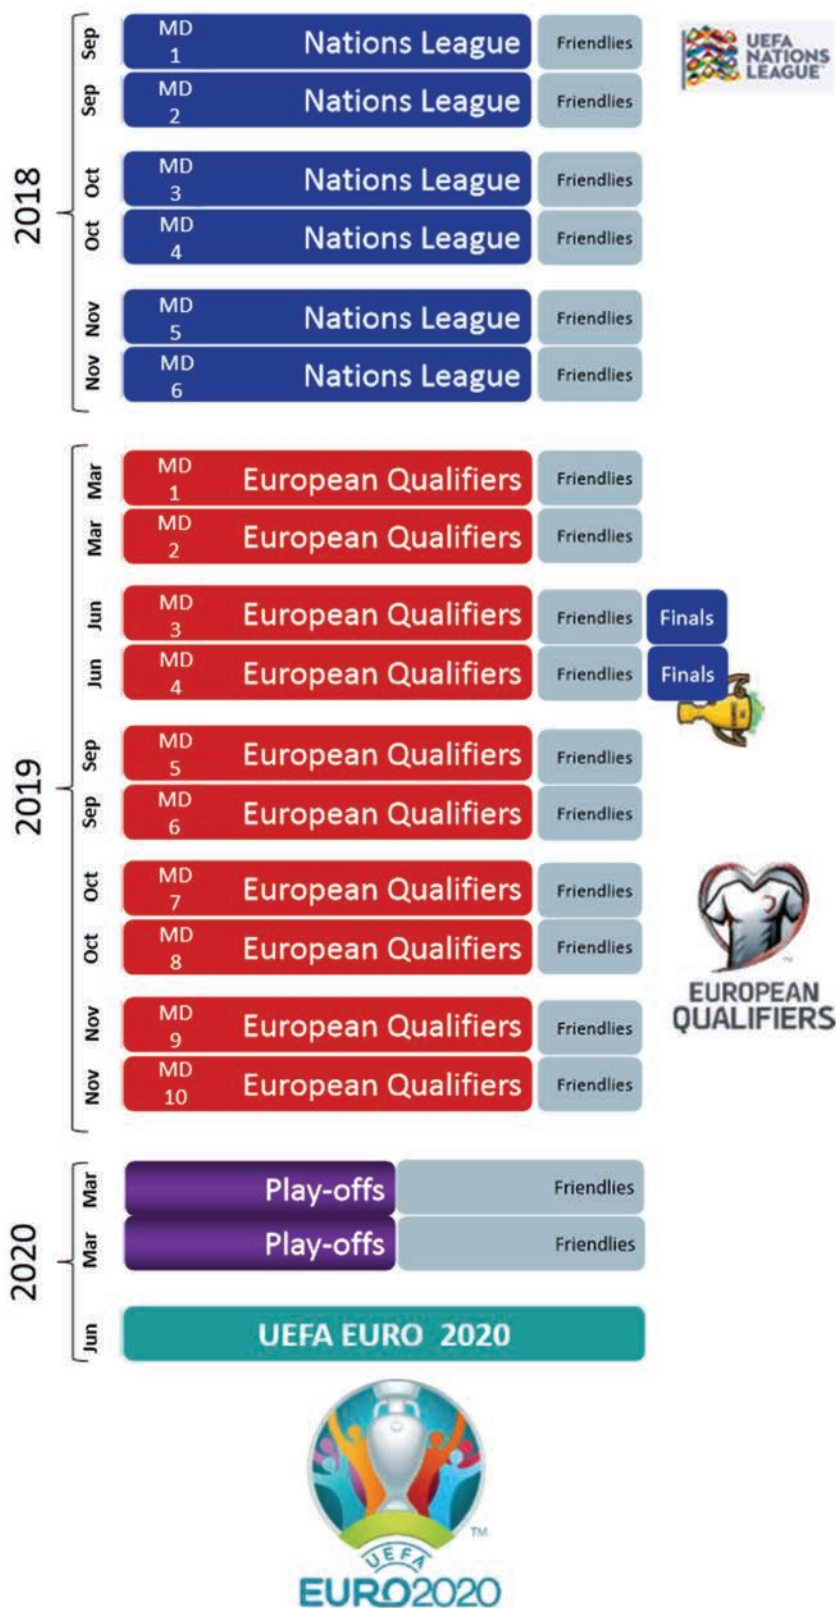 2018
Sep
MD
1
Nations League
Friendlies
UEFA
NATIONS
LEAGUE
Sep
MD
2
Nations League
Friendlies
Oct
MD
3
Nations League
Friendlies
Oct
MD
4
Nations League
Friendlies
Nov
MD
5
Nations League
Friendlies
Nov
MD
6
Nations League
Friendlies
2019
Mar
MD
1
European Qualifiers
Friendlies
Mar
MD
2
European Qualifiers
Friendlies
Jun
MD
3
European Qualifiers
Friendlies
Finals
Jun
MD
4
European Qualifiers
Friendlies
Finals
Sep
MD
5
European Qualifiers
Friendlies
Sep
MD
6
European Qualifiers
Friendlies
Oct
MD
7
European Qualifiers
Friendlies
Oct
MD
8
European Qualifiers
Friendlies
TM
EUROPEAN
QUALIFIERS
Nov
MD
9
European Qualifiers
Friendlies
Nov
MD
10
European Qualifiers
Friendlies
2020
Mar
Play-offs
Friendlies
Mar
Play-offs
Friendlies
Jun
UEFA EURO 2020
TM
UEFA
EURO2020